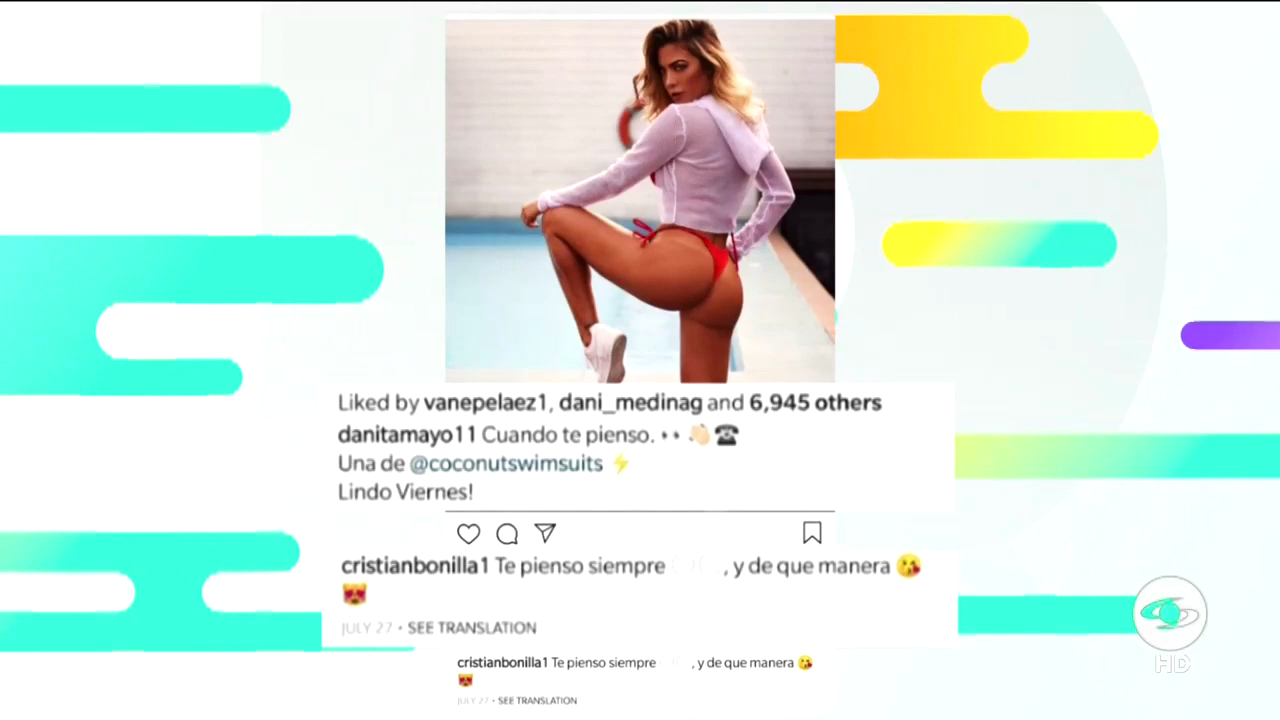 Liked by vanepelaez1, dani_medinag and 6,945 others
danitamayo11 Cuando te pienso. 👀 👏🏻 ☎️
Una de @coconutswimsuits ⚡
Lindo Viernes!
cristianbonilla1 Te pienso siempre , y de que manera 😘
😻
JULY 27 • SEE TRANSLATION
cristianbonilla1 Te pienso siempre , y de que manera 😘
😻
JULY 27 • SEE TRANSLATION
HD